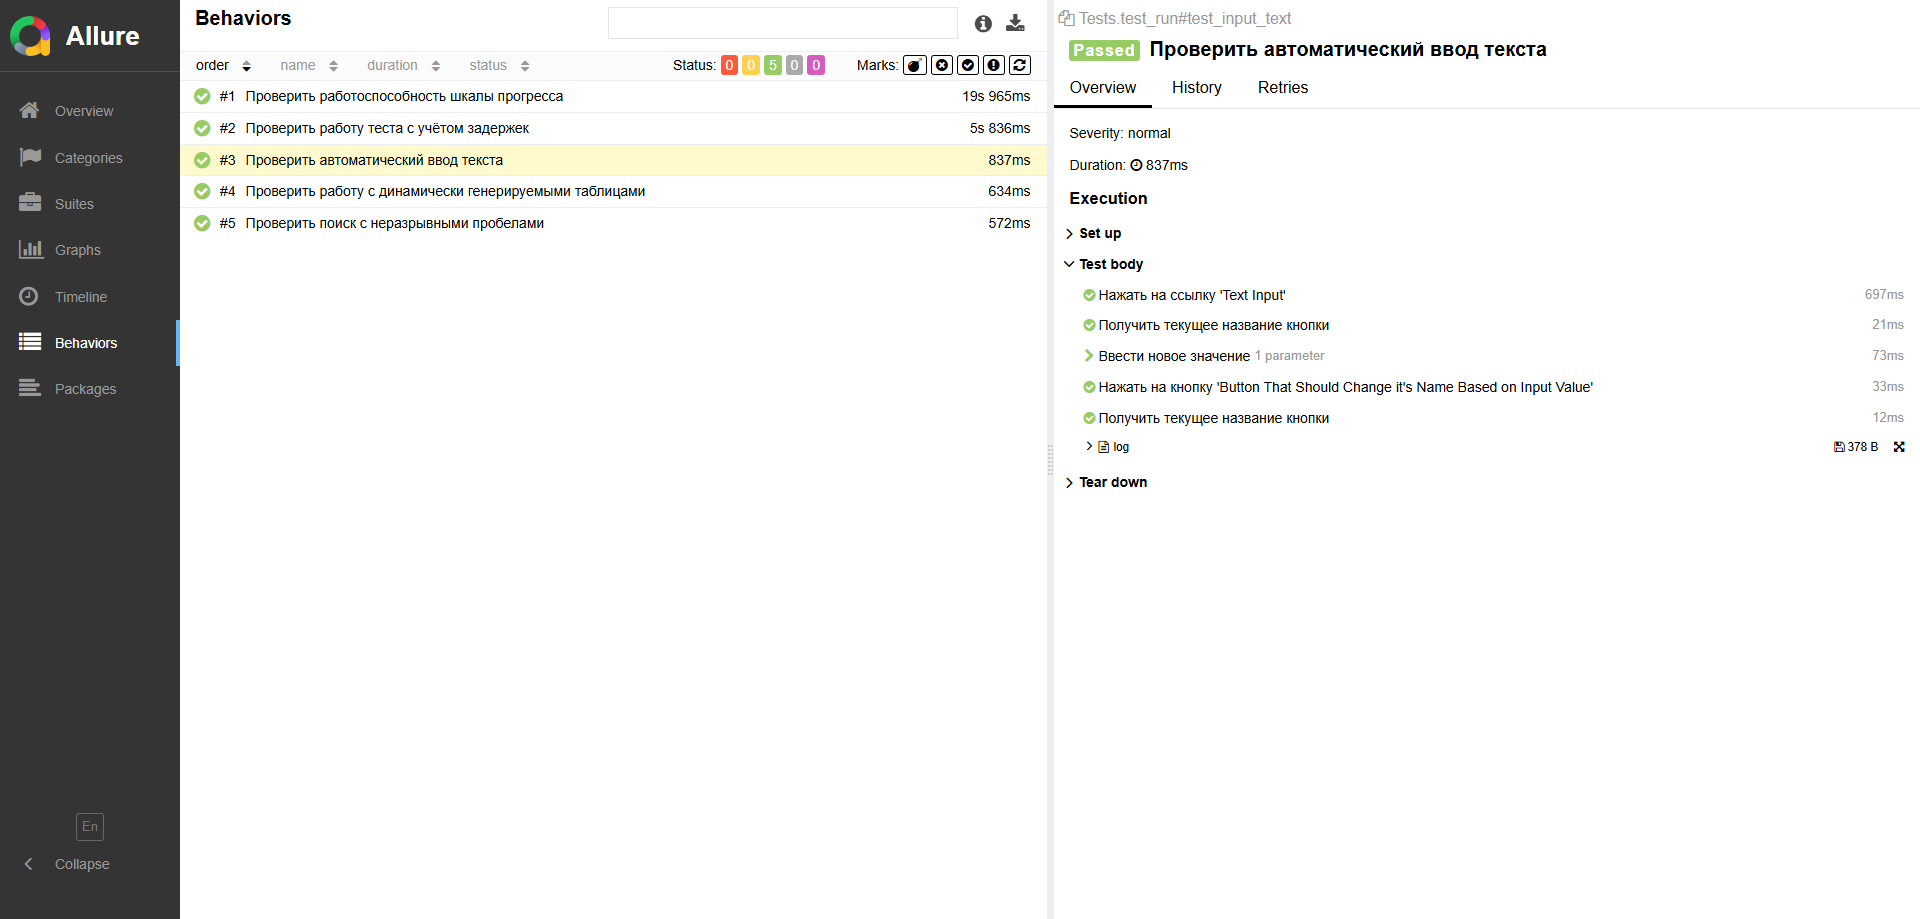 Allure
Overview
Categories
Suites
Graphs
Timeline
Behaviors
Packages
En
Collapse
Behaviors
order name duration status Status: 0 0 5 0 0 Marks:
#1 Проверить работоспособность шкалы прогресса 19s 965ms
#2 Проверить работу теста с учётом задержек 5s 836ms
#3 Проверить автоматический ввод текста 837ms
#4 Проверить работу с динамически генерируемыми таблицами 634ms
#5 Проверить поиск с неразрывными пробелами 572ms
Tests.test_run#test_input_text
Passed Проверить автоматический ввод текста
Overview History Retries
Severity: normal
Duration: 837ms
Execution
Set up
Test body
Нажать на ссылку 'Text Input' 697ms
Получить текущее название кнопки 21ms
Ввести новое значение 1 parameter 73ms
Нажать на кнопку 'Button That Should Change it's Name Based on Input Value' 33ms
Получить текущее название кнопки 12ms
log 378 B
Tear down